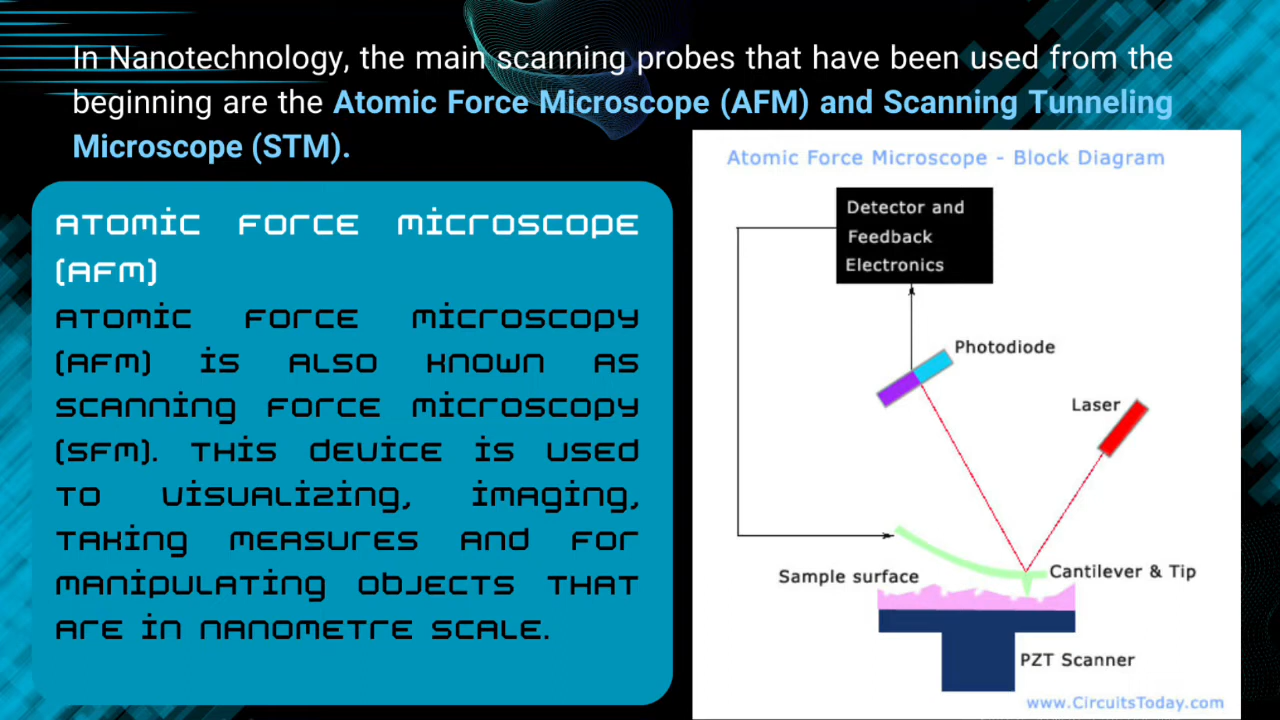 In Nanotechnology, the main scanning probes that have been used from the
beginning are the Atomic Force Microscope (AFM) and Scanning Tunneling
Microscope (STM).
Atomic Force Microscope
(AFM)
Atomic Force Microscopy
(AFM) is also known as
scanning force microscopy
(SFM). This device is used
to visualizing, imaging,
taking measures and for
manipulating objects that
are in nanometre scale.
Atomic Force Microscope - Block Diagram
Detector and
Feedback
Electronics
Photodiode
Laser
Cantilever & Tip
Sample surface
PZT Scanner
www.CircuitsToday.com